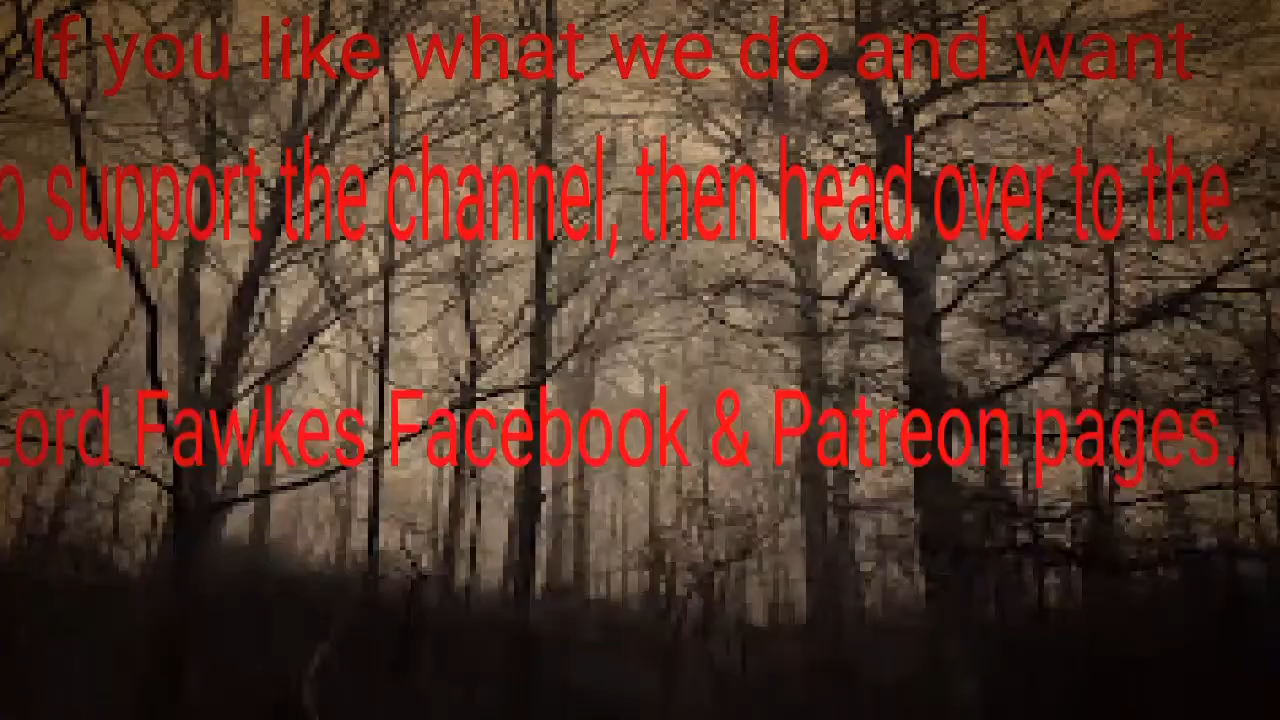 If you like what we do and want
o support the channel, then head over to the
Lord Fawkes Facebook & Patreon pages.